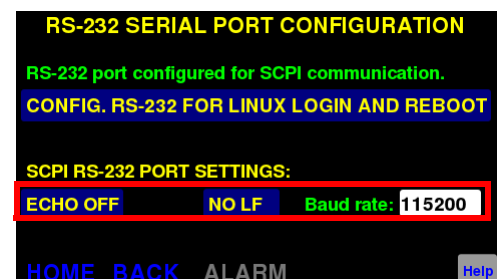 RS-232 SERIAL PORT CONFIGURATION
RS-232 port configured for SCPI communication.
CONFIG. RS-232 FOR LINUX LOGIN AND REBOOT
SCPI RS-232 PORT SETTINGS:
ECHO OFF NO LF Baud rate: 115200
HOME BACK ALARM Help